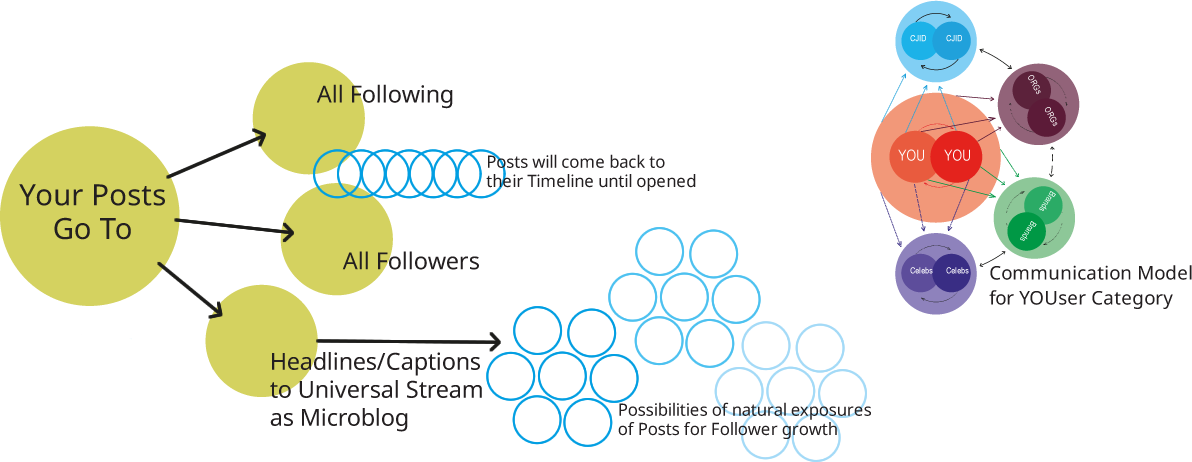 Your Posts
Go To
All Following
Posts will come back to
their Timeline until opened
All Followers
Headlines/Captions
to Universal Stream
as Microblog
Possibilities of natural exposures
of Posts for Follower growth
CJID
CJID
ORGs
ORGs
YOU
YOU
Brands
Brands
Celebs
Celebs
Communication Model
for YOUser Category